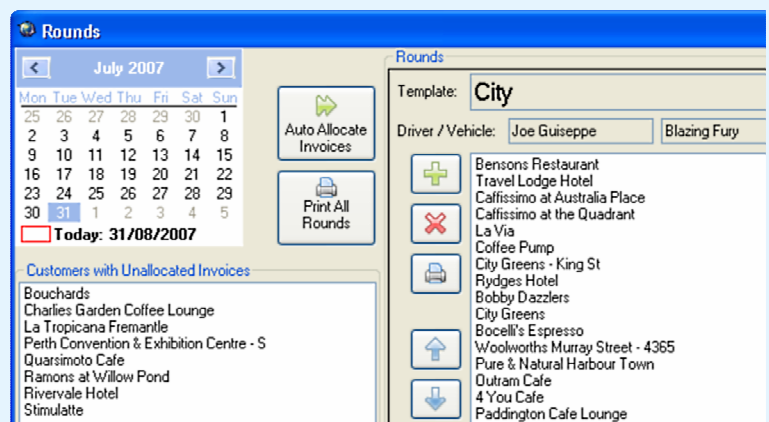 Rounds
July 2007
Mon Tue Wed Thu Fri Sat Sun
25 26 27 28 29 30 1
2 3 4 5 6 7 8
9 10 11 12 13 14 15
16 17 18 19 20 21 22
23 24 25 26 27 28 29
30 31 1 2 3 4 5
Today: 31/08/2007
Auto Allocate
Invoices
Print All
Rounds
Customers with Unallocated Invoices
Bouchards
Charlies Garden Coffee Lounge
La Tropicana Fremantle
Perth Convention & Exhibition Centre - S
Quarsimoto Cafe
Ramons at Willow Pond
Rivervale Hotel
Stimulatte
Rounds
Template: City
Driver / Vehicle: Joe Guiseppe Blazing Fury
Bensons Restaurant
Travel Lodge Hotel
Caffissimo at Australia Place
Caffissimo at the Quadrant
La Via
Coffee Pump
City Greens - King St
Rydges Hotel
Bobby Dazzlers
City Greens
Bocelli's Espresso
Woolworths Murray Street - 4365
Pure & Natural Harbour Town
Outram Cafe
4 You Cafe
Paddington Cafe Lounge